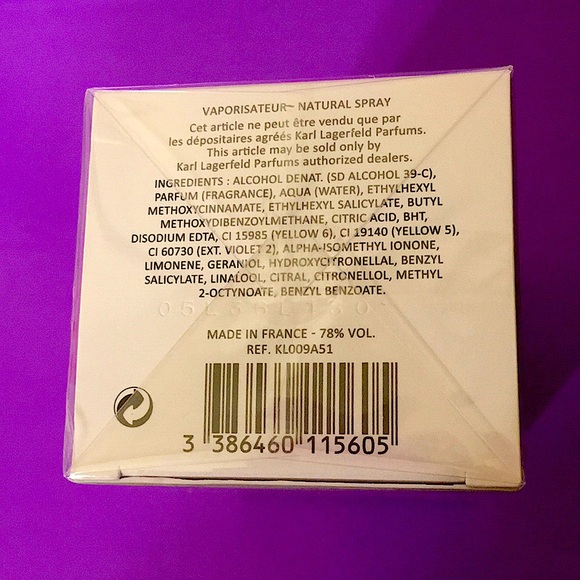 VAPORISATEUR - NATURAL SPRAY
Cet article ne peut être vendu que par
les dépositaires agréés Karl Lagerfeld Parfums.
This article may be sold only by
Karl Lagerfeld Parfums authorized dealers.
INGREDIENTS : ALCOHOL DENAT. (SD ALCOHOL 39-C),
PARFUM (FRAGRANCE), AQUA (WATER), ETHYLHEXYL
METHOXYCINNAMATE, ETHYLHEXYL SALICYLATE, BUTYL
METHOXYDIBENZOYLMETHANE, CITRIC ACID, BHT,
DISODIUM EDTA, CI 15985 (YELLOW 6), CI 19140 (YELLOW 5),
CI 60730 (EXT. VIOLET 2), ALPHA-ISOMETHYL IONONE,
LIMONENE, GERANIOL, HYDROXYCITRONELLAL, BENZYL
SALICYLATE, LINALOOL, CITRAL, CITRONELLOL, METHYL
2-OCTYNOATE, BENZYL BENZOATE.
MADE IN FRANCE - 78% VOL.
REF. KL009A51
3 386460 115605